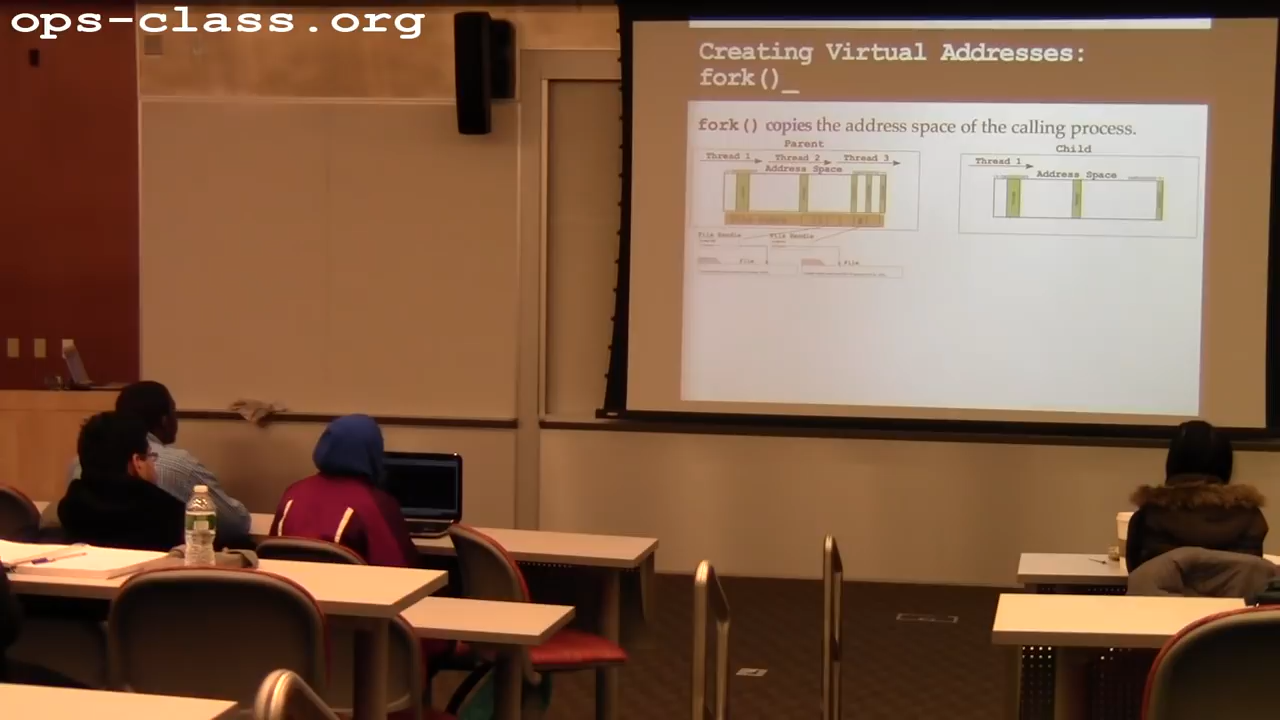 ops-class.org
Creating Virtual Addresses:
fork()_
fork() copies the address space of the calling process.
Parent
Thread 1 Thread 2 Thread 3
Address Space
File Handle File Handle
File File
Child
Thread 1
Address Space